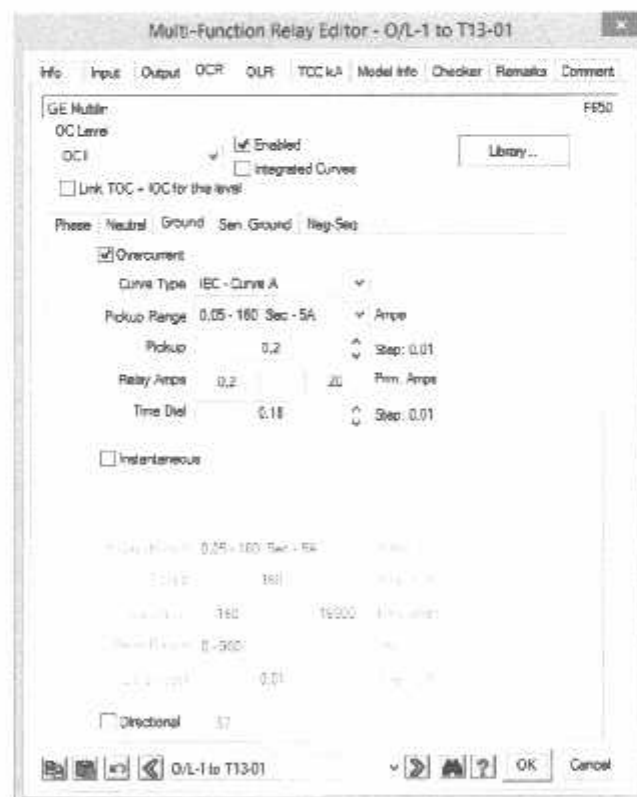 Multi-Function Relay Editor - O/L-1 to T13-01
Info Input Output OCR OLR TCC kA Model Info Checker Remarks Comment
GE Multilin F650
OC Level
OC1 Enabled Library...
Integrated Curves
Link TOC + IOC for this level
Phase Neutral Ground Sen. Ground Neg-Seq
Overcurrent
Curve Type IEC - Curve A
Pickup Range 0.05 - 160 Sec - 5A Amps
Pickup 0.2 Step: 0.01
Relay Amps 0.2 20 Prim. Amps
Time Dial 0.18 Step: 0.01
Instantaneous
0.05 - 160 Sec - 5A
160
160 16000
0.01
Directional
O/L-1 to T13-01 ? OK Cancel